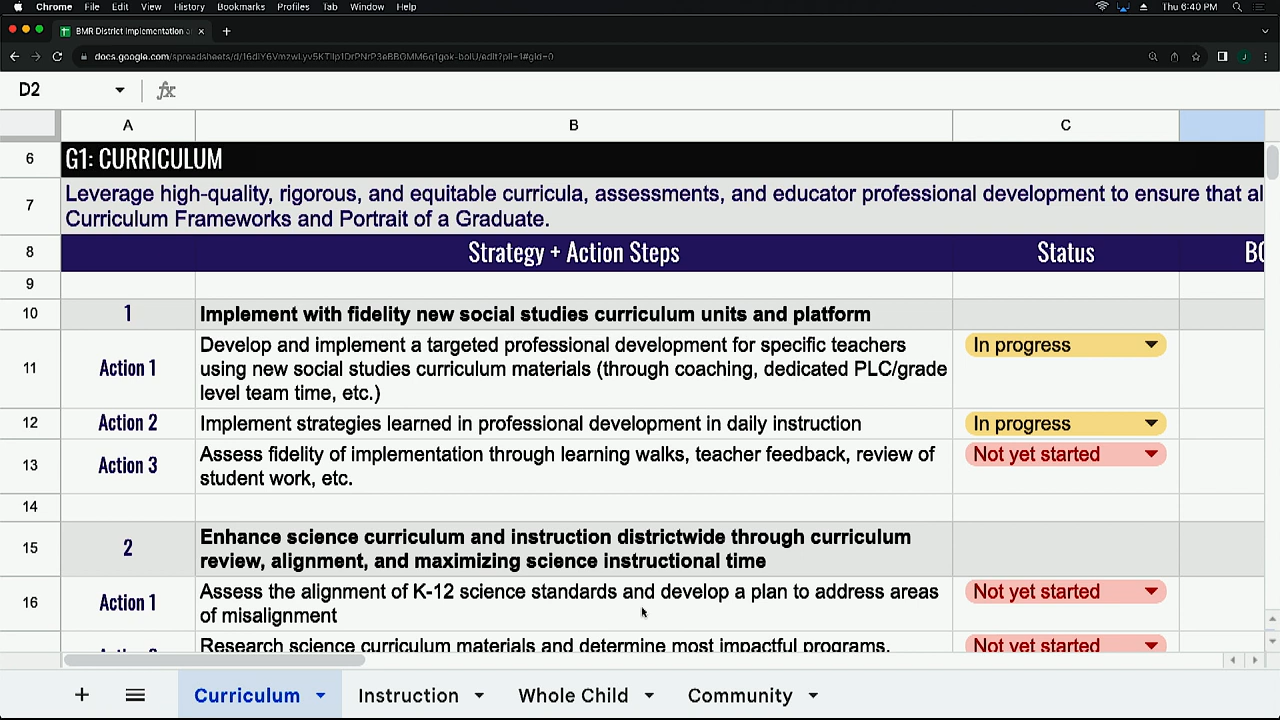 Chrome File Edit View History Bookmarks Profiles Tab Window Help Thu 6:40 PM
BMR District Implementation a
D2
A B C
6 G1: CURRICULUM
7 Leverage high-quality, rigorous, and equitable curricula, assessments, and educator professional development to ensure that al
Curriculum Frameworks and Portrait of a Graduate.
8 Strategy + Action Steps Status
9
10 1 Implement with fidelity new social studies curriculum units and platform
11 Action 1 Develop and implement a targeted professional development for specific teachers
using new social studies curriculum materials (through coaching, dedicated PLC/grade
level team time, etc.)
In progress
12 Action 2 Implement strategies learned in professional development in daily instruction In progress
13 Action 3 Assess fidelity of implementation through learning walks, teacher feedback, review of
student work, etc.
Not yet started
14
15 2 Enhance science curriculum and instruction districtwide through curriculum
review, alignment, and maximizing science instructional time
16 Action 1 Assess the alignment of K-12 science standards and develop a plan to address areas
of misalignment
Not yet started
Research science curriculum materials and determine most impactful programs, Not yet started
Curriculum Instruction Whole Child Community